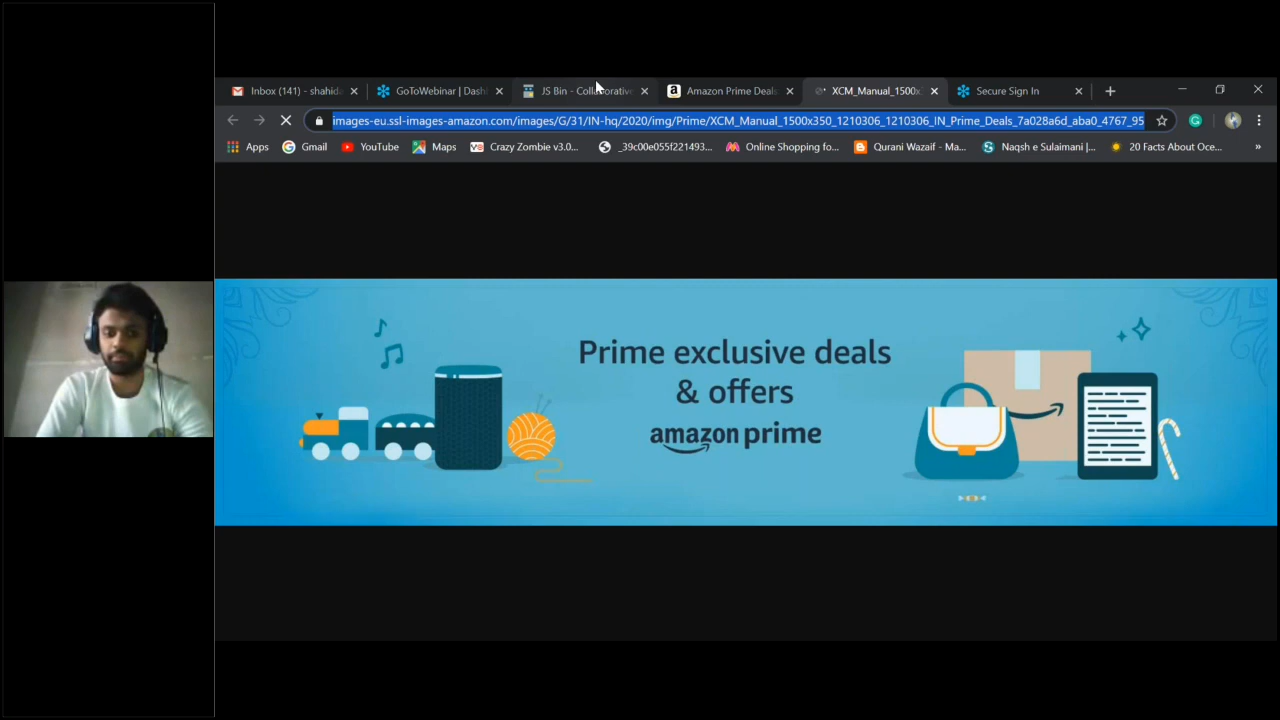 Inbox (141) - shahida
GoToWebinar | Dash
JS Bin - Collaborative
Amazon Prime Deals
XCM_Manual_1500x3
Secure Sign In
images-eu.ssl-images-amazon.com/images/G/31/IN-hq/2020/img/Prime/XCM_Manual_1500x350_1210306_1210306_IN_Prime_Deals_7a028a6d_aba0_4767_95
Apps
Gmail
YouTube
Maps
Crazy Zombie v3.0...
_39c00e055f221493...
Online Shopping fo...
Qurani Wazaif - Ma...
Naqsh e Sulaimani |...
20 Facts About Oce...
»
Prime exclusive deals
& offers
amazon prime